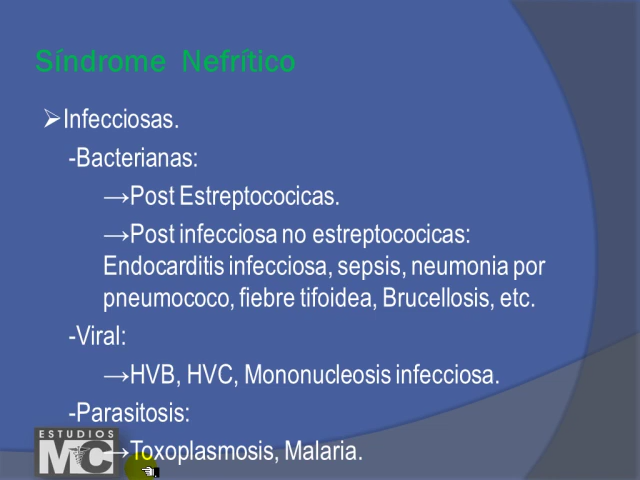 Síndrome Nefrítico
➢Infecciosas.
-Bacterianas:
→Post Estreptococicas.
→Post infecciosa no estreptococicas:
Endocarditis infecciosa, sepsis, neumonia por
pneumococo, fiebre tifoidea, Brucellosis, etc.
-Viral:
→HVB, HVC, Mononucleosis infecciosa.
-Parasitosis:
→Toxoplasmosis, Malaria.
ESTUDIOS
MC